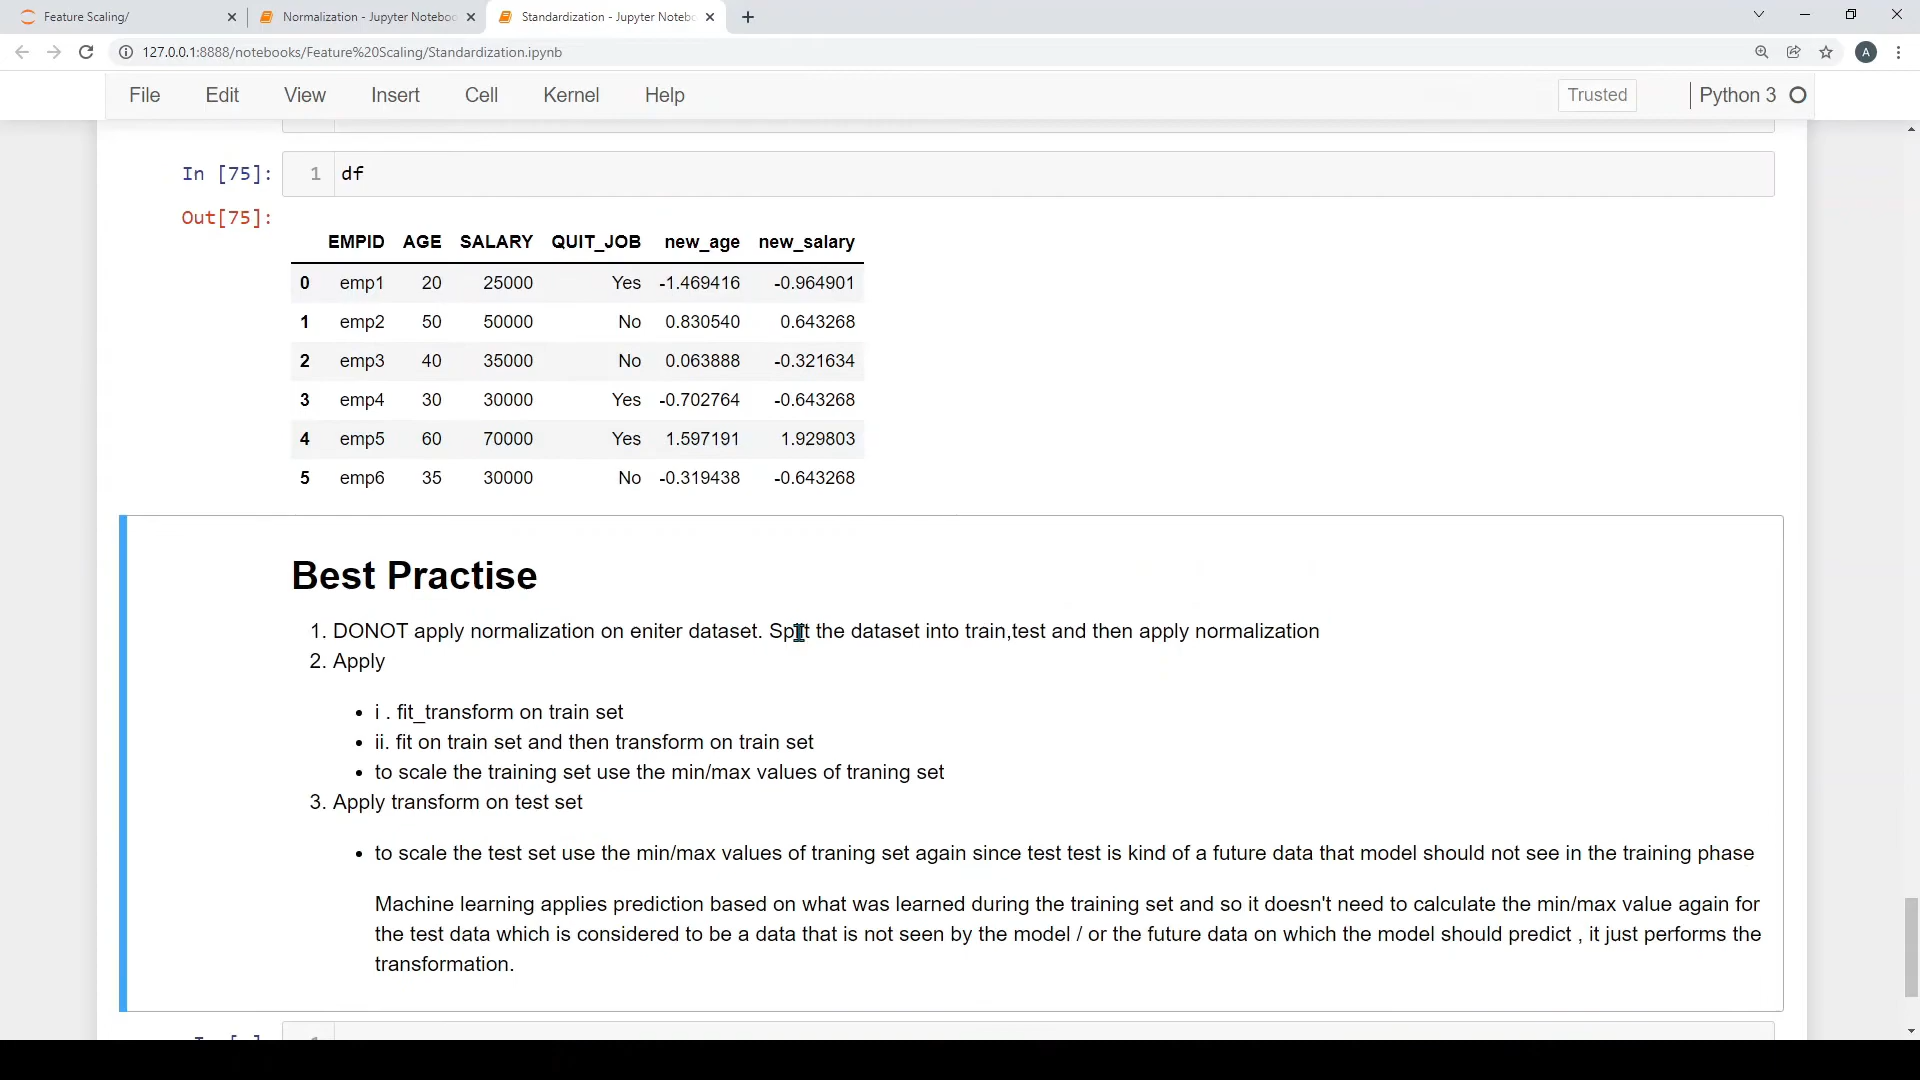 Feature Scaling/
Normalization - Jupyter Noteboo
Standardization - Jupyter Noteb
127.0.0.1:8888/notebooks/Feature%20Scaling/Standardization.ipynb
A
File Edit View Insert Cell Kernel Help Trusted Python 3
In [75]: 1 df
Out[75]:
EMPID AGE SALARY QUIT_JOB new_age new_salary
0 emp1 20 25000 Yes -1.469416 -0.964901
1 emp2 50 50000 No 0.830540 0.643268
2 emp3 40 35000 No 0.063888 -0.321634
3 emp4 30 30000 Yes -0.702764 -0.643268
4 emp5 60 70000 Yes 1.597191 1.929803
5 emp6 35 30000 No -0.319438 -0.643268
Best Practise
1. DONOT apply normalization on eniter dataset. Split the dataset into train,test and then apply normalization
2. Apply
• i . fit_transform on train set
• ii. fit on train set and then transform on train set
• to scale the training set use the min/max values of traning set
3. Apply transform on test set
• to scale the test set use the min/max values of traning set again since test test is kind of a future data that model should not see in the training phase
Machine learning applies prediction based on what was learned during the training set and so it doesn't need to calculate the min/max value again for
the test data which is considered to be a data that is not seen by the model / or the future data on which the model should predict , it just performs the
transformation.